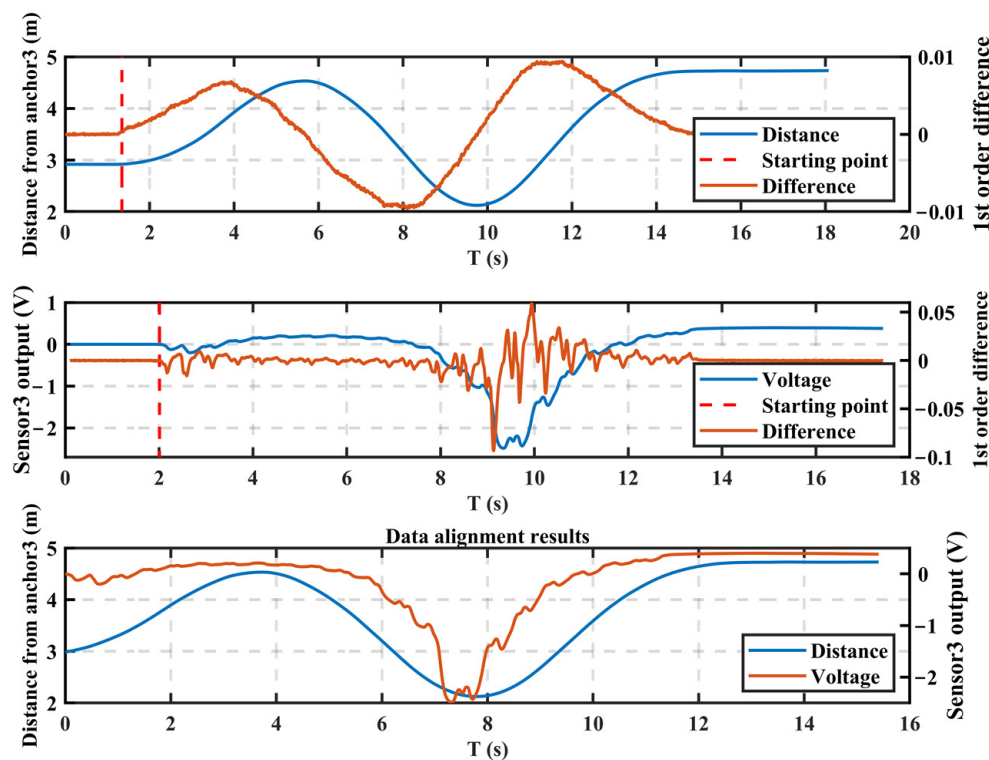 Distance from anchor3 (m)
5
4
3
2
0.01
0
−0.01
1st order difference
Distance
Starting point
Difference
0 2 4 6 8 10 12 14 16 18 20
T (s)
Sensor3 output (V)
1
0
−1
−2
0.05
0
−0.05
−0.1
1st order difference
Voltage
Starting point
Difference
0 2 4 6 8 10 12 14 16 18
T (s)
Data alignment results
Distance from anchor3 (m)
5
4
3
2
0
−1
−2
Sensor3 output (V)
Distance
Voltage
0 2 4 6 8 10 12 14 16
T (s)